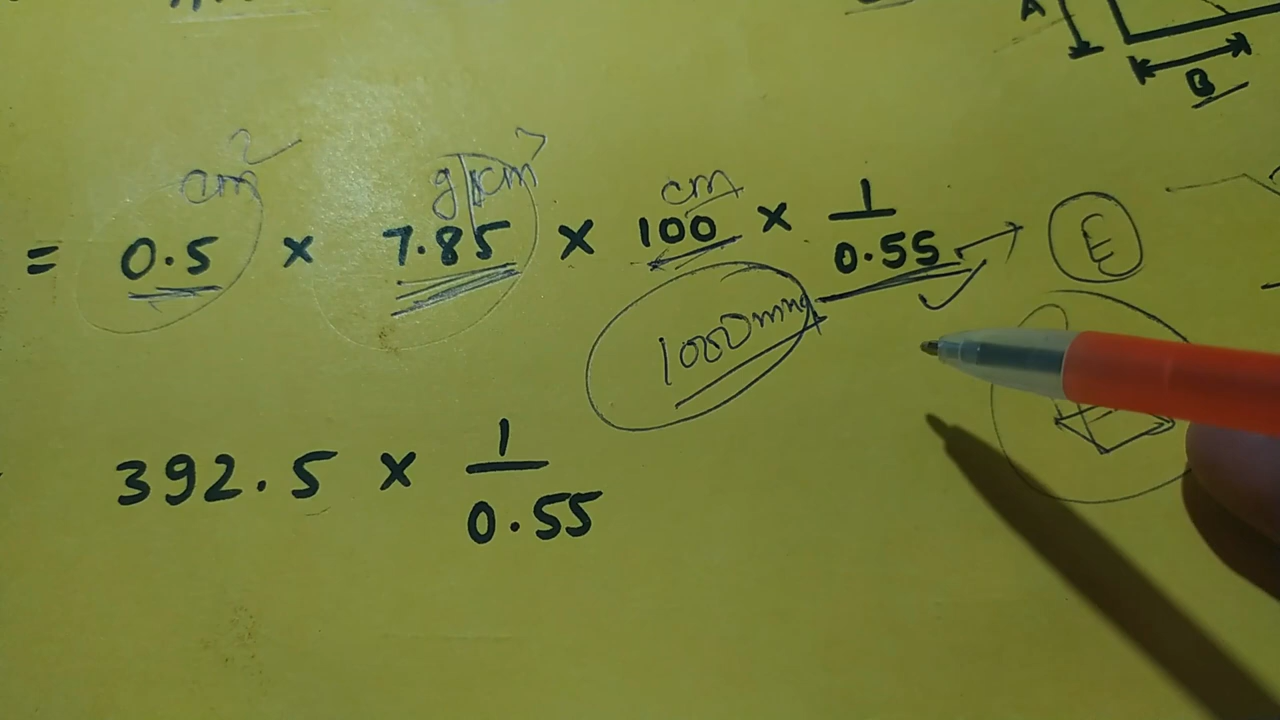 A
B
cm² g/cm³ cm
= 0.5 × 7.85 × 100 × 1/0.55 E
1000mm
392.5 × 1/0.55